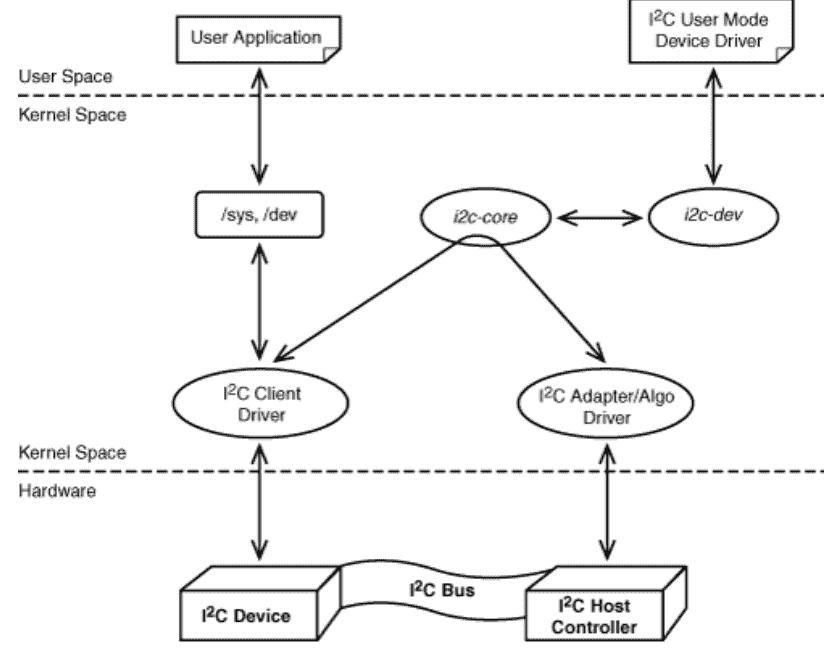 User Application
I²C User Mode
Device Driver
User Space
Kernel Space
/sys, /dev
i2c-core
i2c-dev
I²C Client
Driver
I²C Adapter/Algo
Driver
Kernel Space
Hardware
I²C Device
I²C Bus
I²C Host
Controller